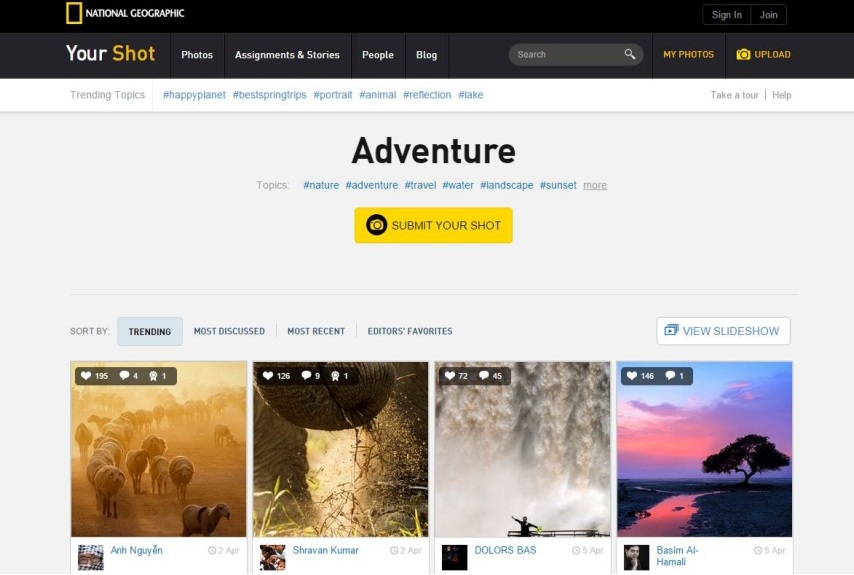 NATIONAL GEOGRAPHIC
Sign In Join
Your Shot Photos Assignments & Stories People Blog Search MY PHOTOS UPLOAD
Trending Topics #happyplanet #bestspringtrips #portrait #animal #reflection #lake Take a tour Help
Adventure
Topics: #nature #adventure #travel #water #landscape #sunset more
SUBMIT YOUR SHOT
SORT BY: TRENDING MOST DISCUSSED MOST RECENT EDITORS' FAVORITES VIEW SLIDESHOW
195 4 1 126 9 1 72 45 146 1
Anh Nguyễn 2 Apr Shravan Kumar 2 Apr DOLORS BAS 5 Apr Basim Al- 5 Apr
Hamali